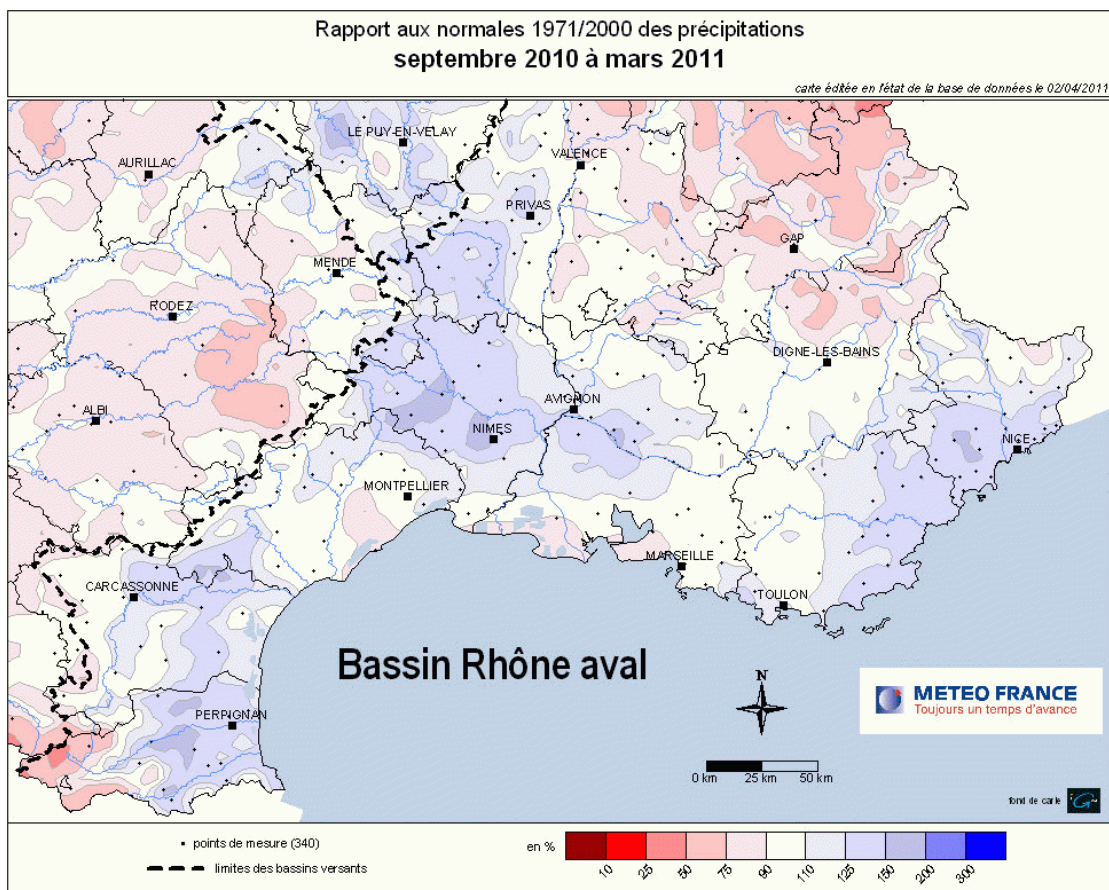 Rapport aux normales 1971/2000 des précipitations
septembre 2010 à mars 2011
carte éditée en l'état de la base de données le 02/04/2011
LE PUY-EN-VELAY
AURILLAC
VALENCE
PRIVAS
GAP
MENDE
RODEZ
DIGNE-LES-BAINS
ALBI
AVIGNON
NIMES
NICE
MONTPELLIER
MARSEILLE
CARCASSONNE
TOULON
Bassin Rhône aval
N
METEO FRANCE
Toujours un temps d'avance
PERPIGNAN
0 km 25 km 50 km
fond de carte
points de mesure (340)
limites des bassins versants
en %
10 25 50 75 90 110 125 150 200 300